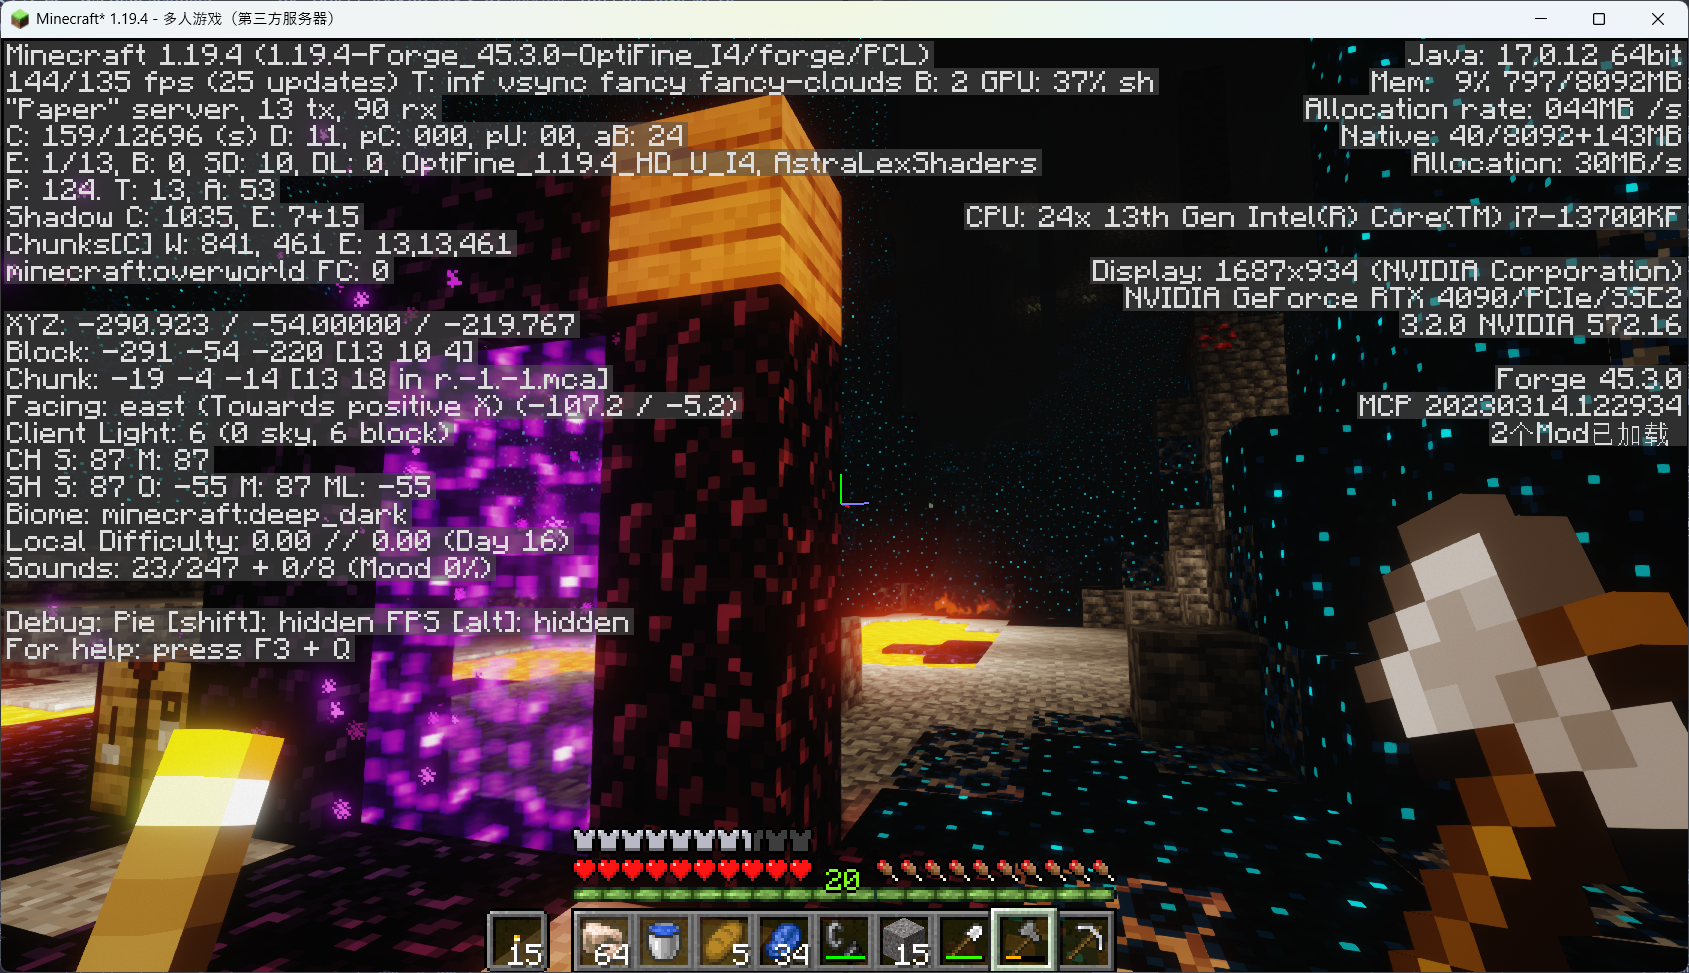 Minecraft* 1.19.4 - 多人游戏（第三方服务器）
Minecraft 1.19.4 (1.19.4-Forge_45.3.0-OptiFine_I4/forge/PCL)
144/135 fps (25 updates) T: inf vsync fancy fancy-clouds B: 2 GPU: 37% sh
"Paper" server, 13 tx, 90 rx
C: 159/12696 (s) D: 11, pC: 000, pU: 00, aB: 24
E: 1/13, B: 0, SD: 10, DL: 0, OptiFine_1.19.4_HD_U_I4, AstraLexShaders
P: 124. T: 13, A: 53
Shadow C: 1035, E: 7+15
Chunks[C] W: 841, 461 E: 13,13,461
minecraft:overworld FC: 0
XYZ: -290.923 / -54.00000 / -219.767
Block: -291 -54 -220 [13 10 4]
Chunk: -19 -4 -14 [13 18 in r.-1.-1.mca]
Facing: east (Towards positive X) (-107.2 / -5.2)
Client Light: 6 (0 sky, 6 block)
CH S: 87 M: 87
SH S: 87 O: -55 M: 87 ML: -55
Biome: minecraft:deep_dark
Local Difficulty: 0.00 // 0.00 (Day 16)
Sounds: 23/247 + 0/8 (Mood 0%)
Debug: Pie [shift]: hidden FPS [alt]: hidden
For help: press F3 + Q
Java: 17.0.12 64bit
Mem: 9% 797/8092MB
Allocation rate: 044MB /s
Native: 40/8092+143MB
Allocation: 30MB/s
CPU: 24x 13th Gen Intel(R) Core(TM) i7-13700KF
Display: 1687x934 (NVIDIA Corporation)
NVIDIA GeForce RTX 4090/PCIe/SSE2
3.2.0 NVIDIA 572.16
Forge 45.3.0
MCP 20230314.122934
2个Mod已加载
20
15
64
5
34
15